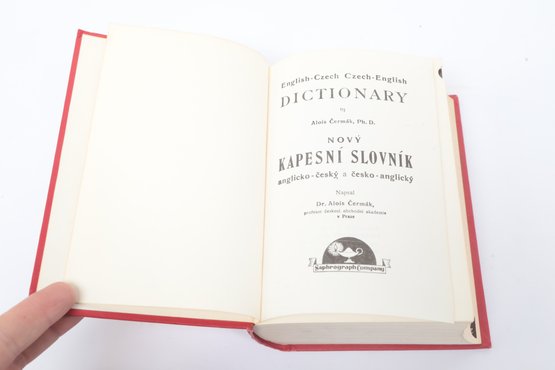 English-Czech Czech-English
DICTIONARY
by
Alois Čermák, Ph. D.
NOVÝ
KAPESNÍ SLOVNÍK
anglicko-český a česko-anglický
Napsal
Dr. Alois Čermák,
profesor českosl. obchodní akademie
v Praze
Saphrograph Company